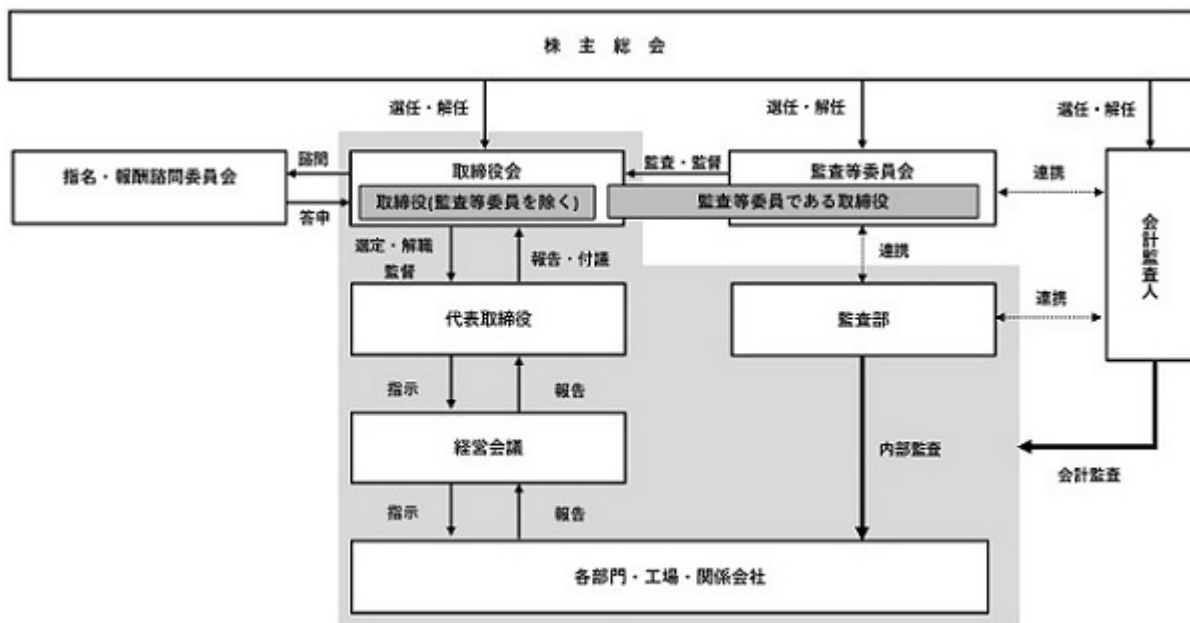 株主総会
選任・解任
選任・解任
選任・解任
指名・報酬諮問委員会
諮問
答申
取締役会
取締役(監査等委員を除く)
監査・監督
監査等委員会
監査等委員である取締役
連携
会計監査人
選定・解職
監督
報告・付議
連携
代表取締役
監査部
連携
指示
報告
経営会議
内部監査
会計監査
指示
報告
各部門・工場・関係会社